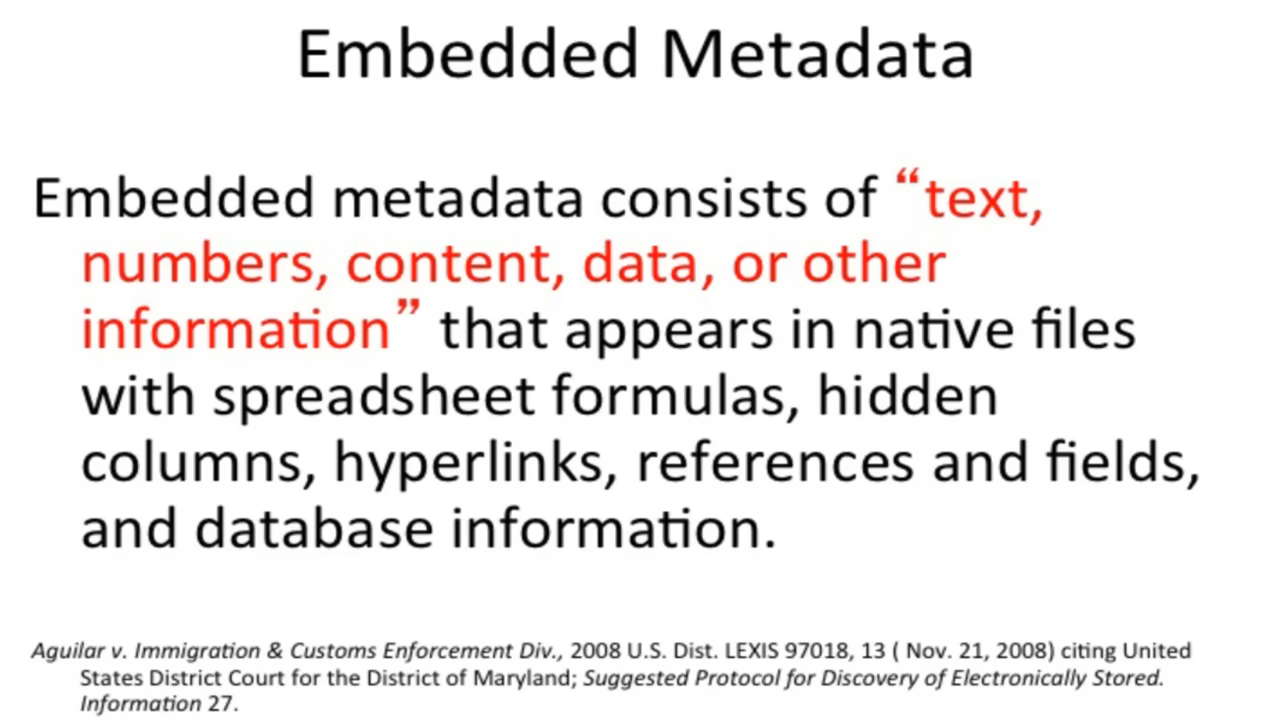 Embedded Metadata
Embedded metadata consists of “text,
numbers, content, data, or other
information” that appears in native files
with spreadsheet formulas, hidden
columns, hyperlinks, references and fields,
and database information.
Aguilar v. Immigration & Customs Enforcement Div., 2008 U.S. Dist. LEXIS 97018, 13 ( Nov. 21, 2008) citing United
States District Court for the District of Maryland; Suggested Protocol for Discovery of Electronically Stored.
Information 27.